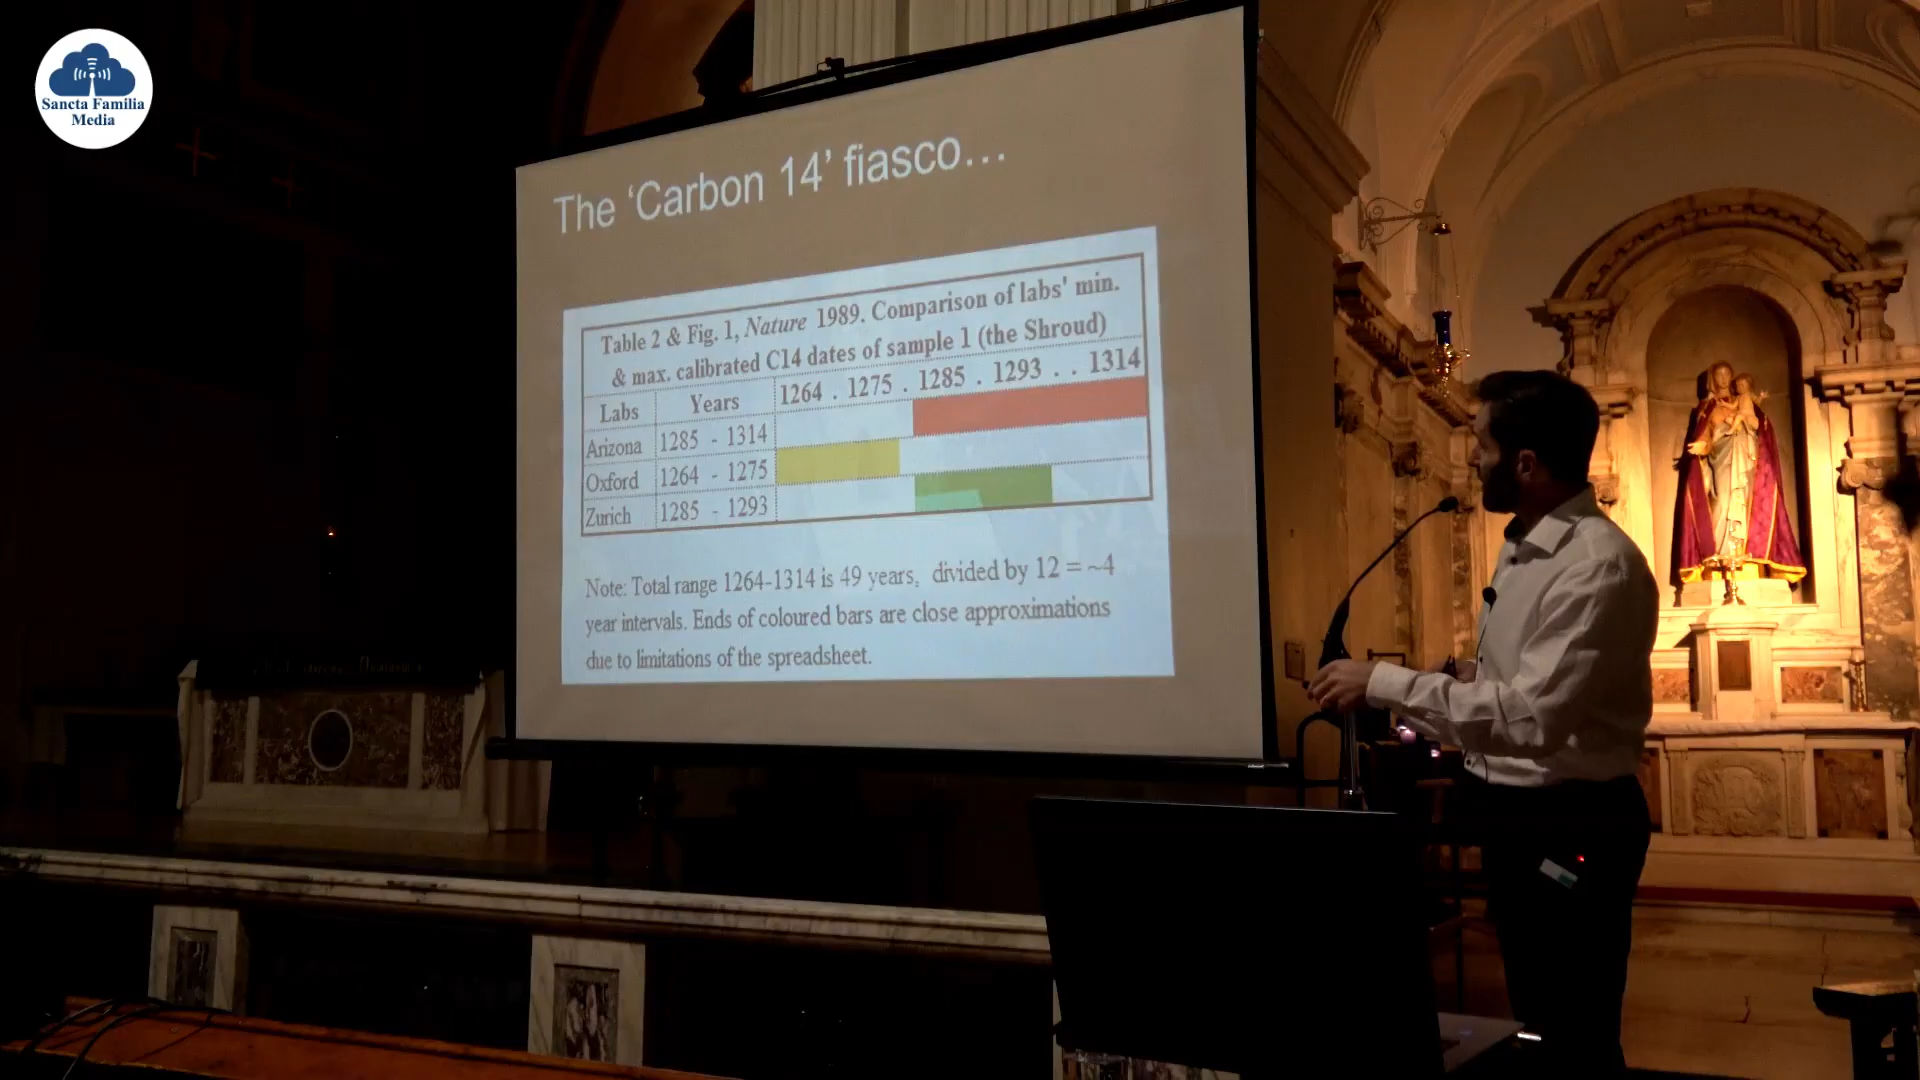 Sancta Familia
Media
The ‘Carbon 14’ fiasco…
Table 2 & Fig. 1, Nature 1989. Comparison of labs' min.
& max. calibrated C14 dates of sample 1 (the Shroud)
Labs Years 1264 . 1275 . 1285 . 1293 . . 1314
Arizona 1285 - 1314
Oxford 1264 - 1275
Zurich 1285 - 1293
Note: Total range 1264-1314 is 49 years, divided by 12 = ~4
year intervals. Ends of coloured bars are close approximations
due to limitations of the spreadsheet.